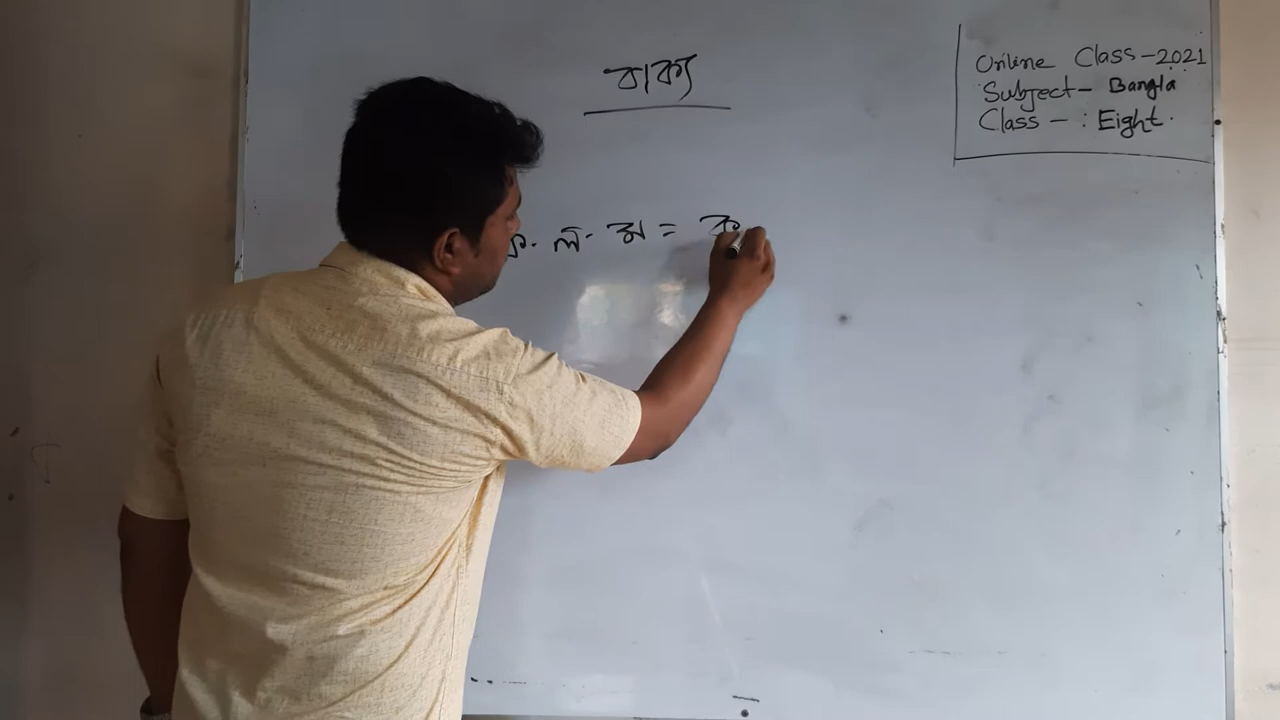 বাক্য
Online Class-2021
Subject- Bangla
Class - : Eight.
ক. ল. ম = ক